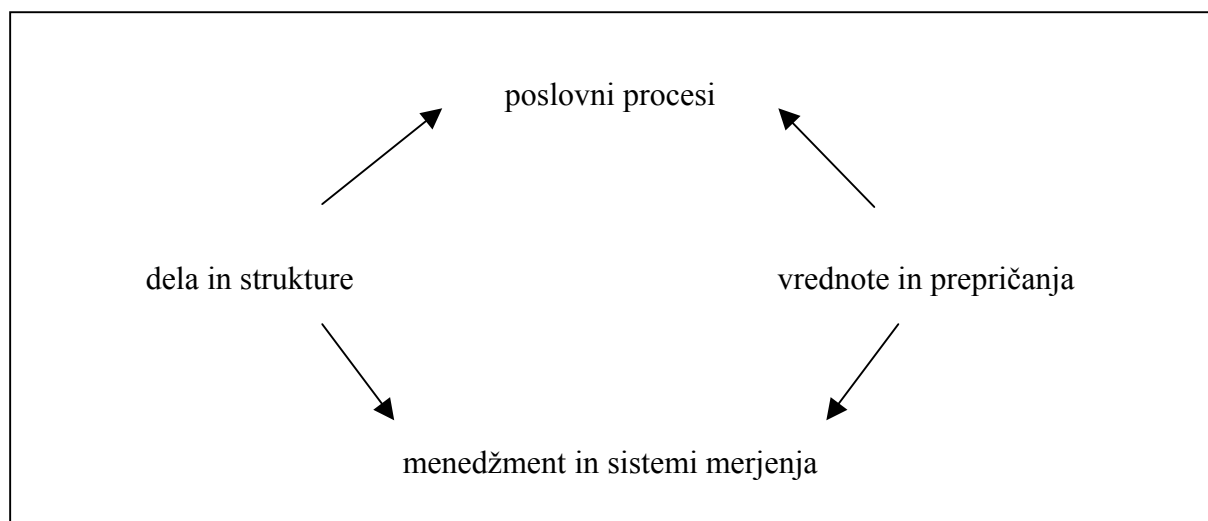 poslovni procesi
dela in strukture
vrednote in prepričanja
menedžment in sistemi merjenja